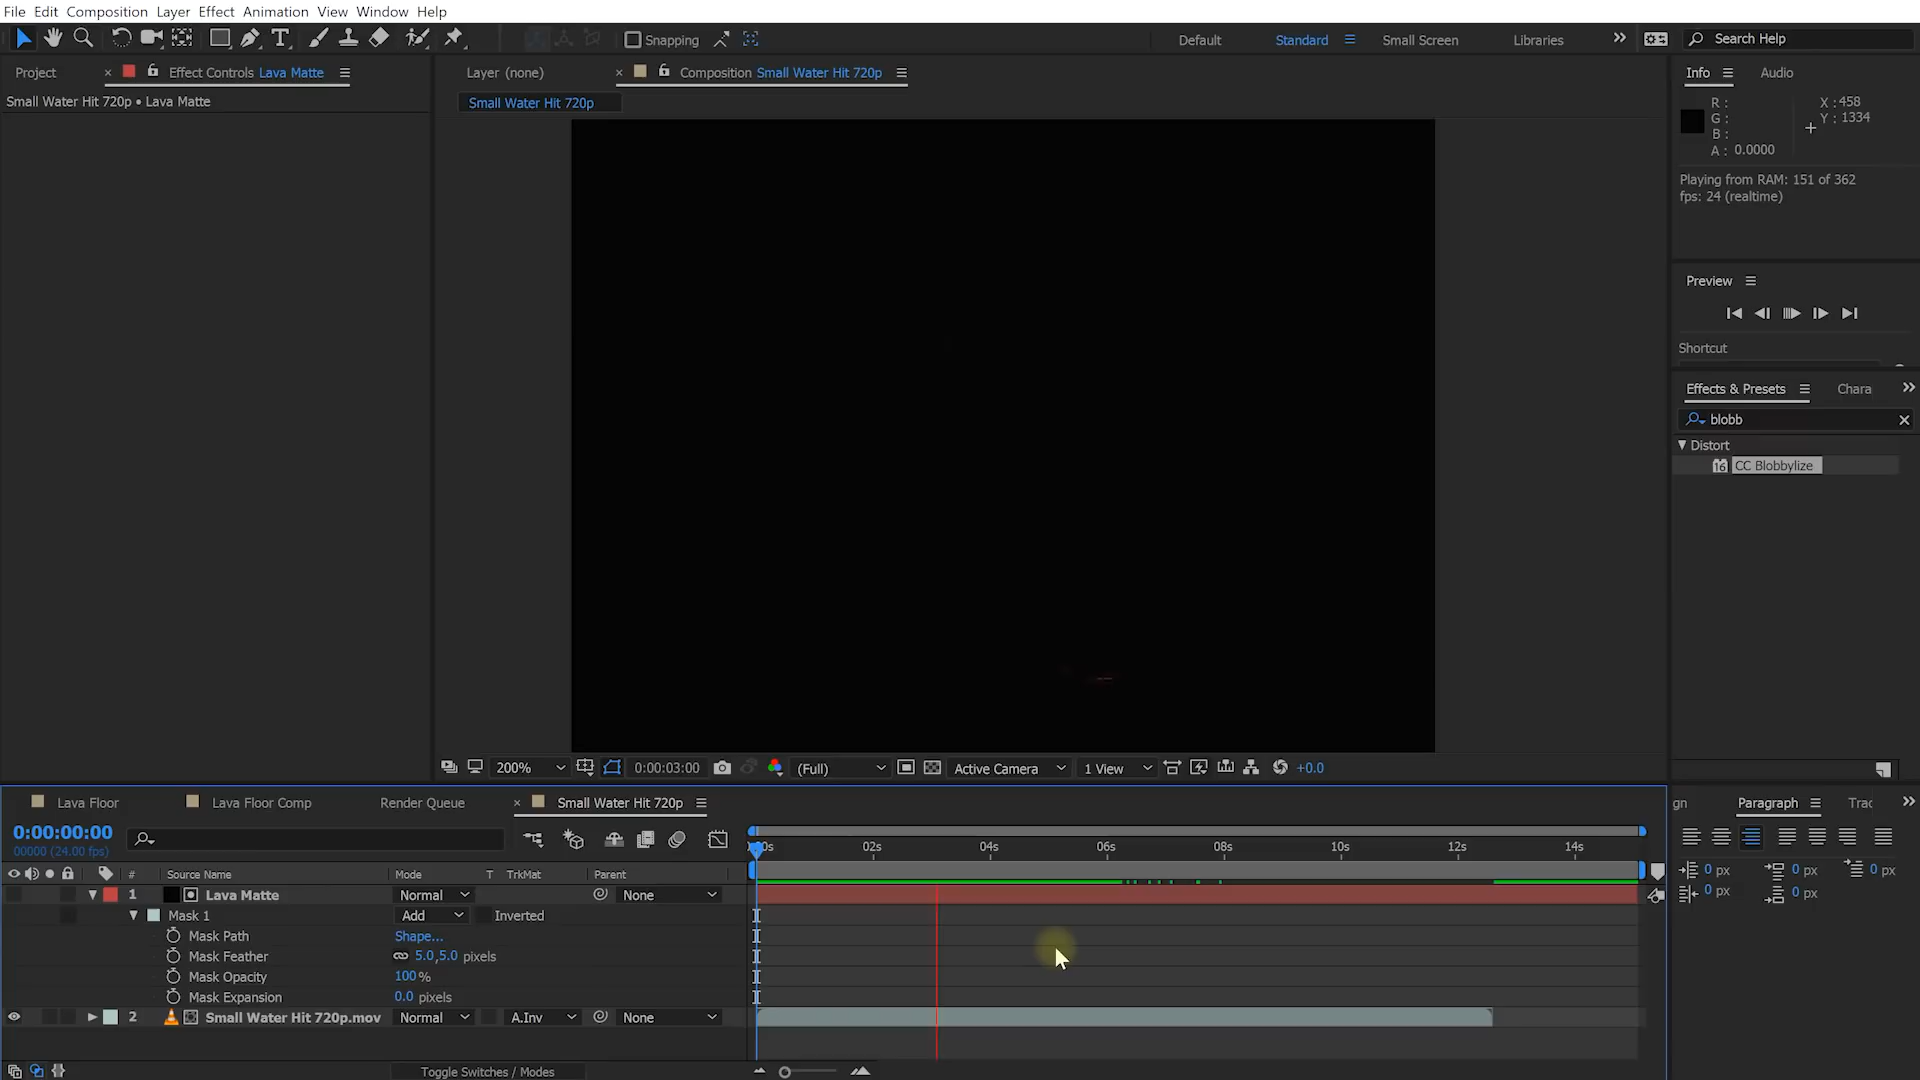 File Edit Composition Layer Effect Animation View Window Help
Snapping
Default
Standard
Small Screen
Libraries
Search Help
Project
Effect Controls Lava Matte
Layer (none)
Composition Small Water Hit 720p
Info
Audio
Small Water Hit 720p • Lava Matte
Small Water Hit 720p
R :
G :
B :
A : 0.0000
X : 458
Y : 1334
Playing from RAM: 151 of 362
fps: 24 (realtime)
Preview
Shortcut
Effects & Presets
Chara
blobb
Distort
16 CC Blobbylize
200%
0:00:03:00
(Full)
Active Camera
1 View
+0.0
Lava Floor
Lava Floor Comp
Render Queue
Small Water Hit 720p
gn
Paragraph
Trac
0:00:00:00
00000 (24.00 fps)
02s 04s 06s 08s 10s 12s 14s
0 px 0 px 0 px
0 px 0 px
# Source Name Mode T TrkMat Parent
1 Lava Matte Normal None
Mask 1 Add Inverted
Mask Path Shape...
Mask Feather 5.0,5.0 pixels
Mask Opacity 100 %
Mask Expansion 0.0 pixels
2 Small Water Hit 720p.mov Normal A.Inv None
Toggle Switches / Modes